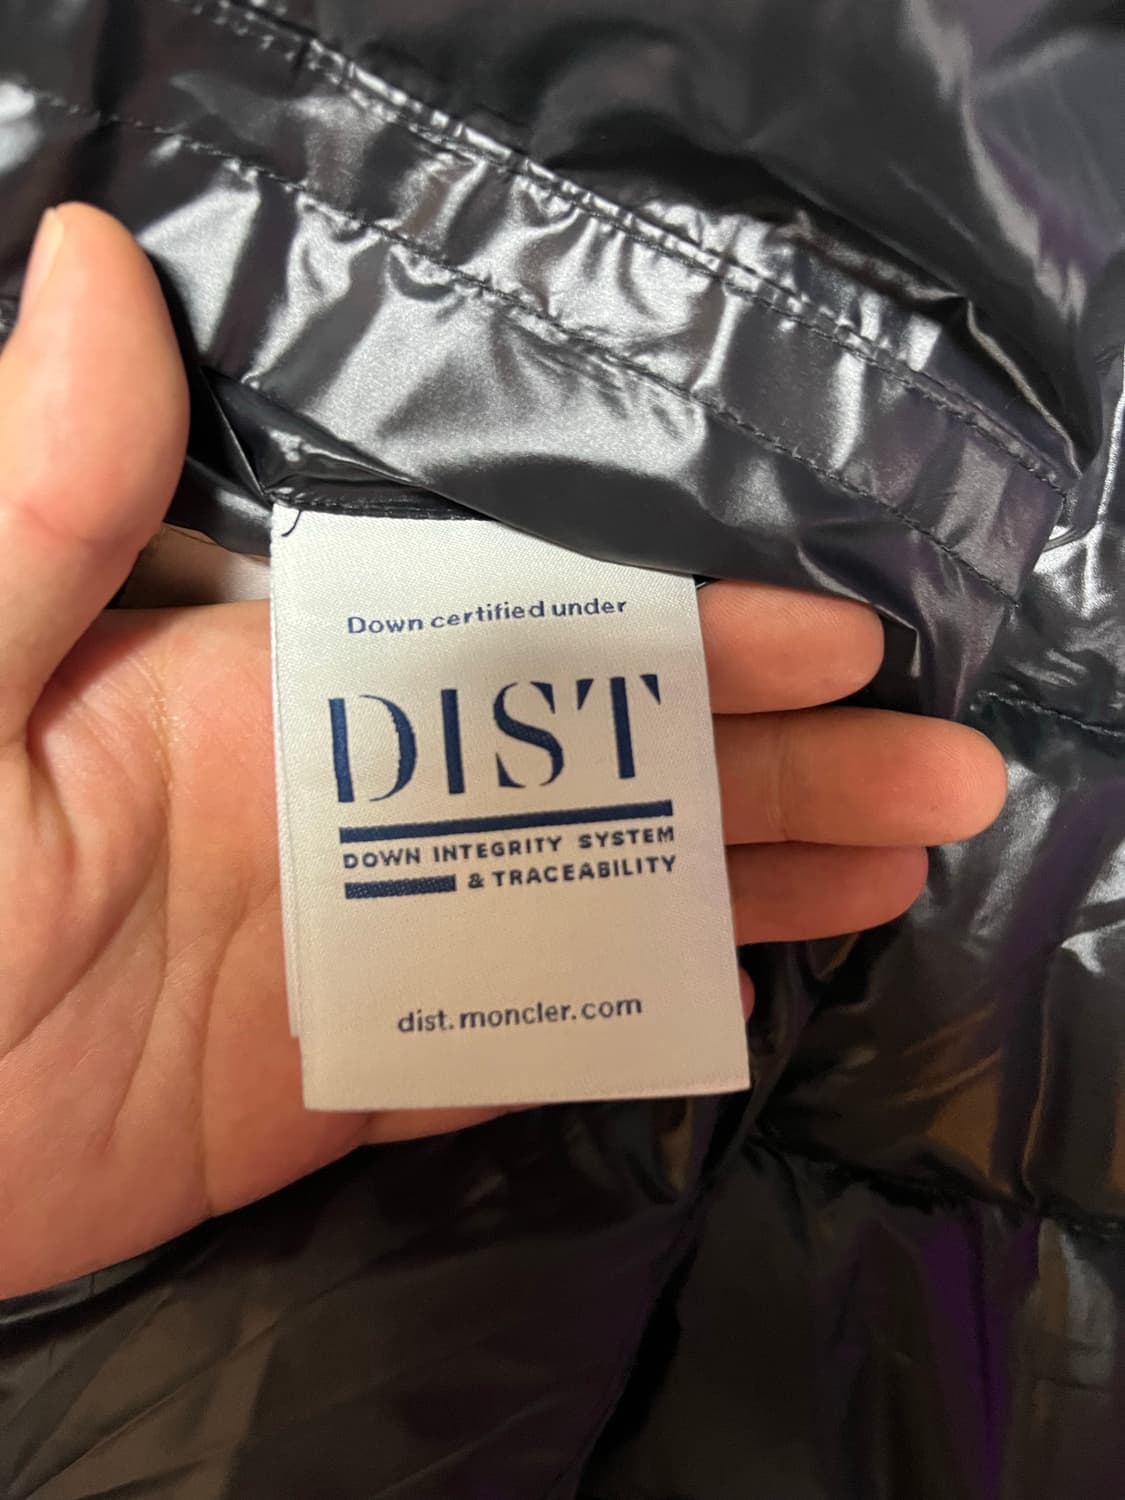 Down certified under
DIST
DOWN INTEGRITY SYSTEM
& TRACEABILITY
dist.moncler.com